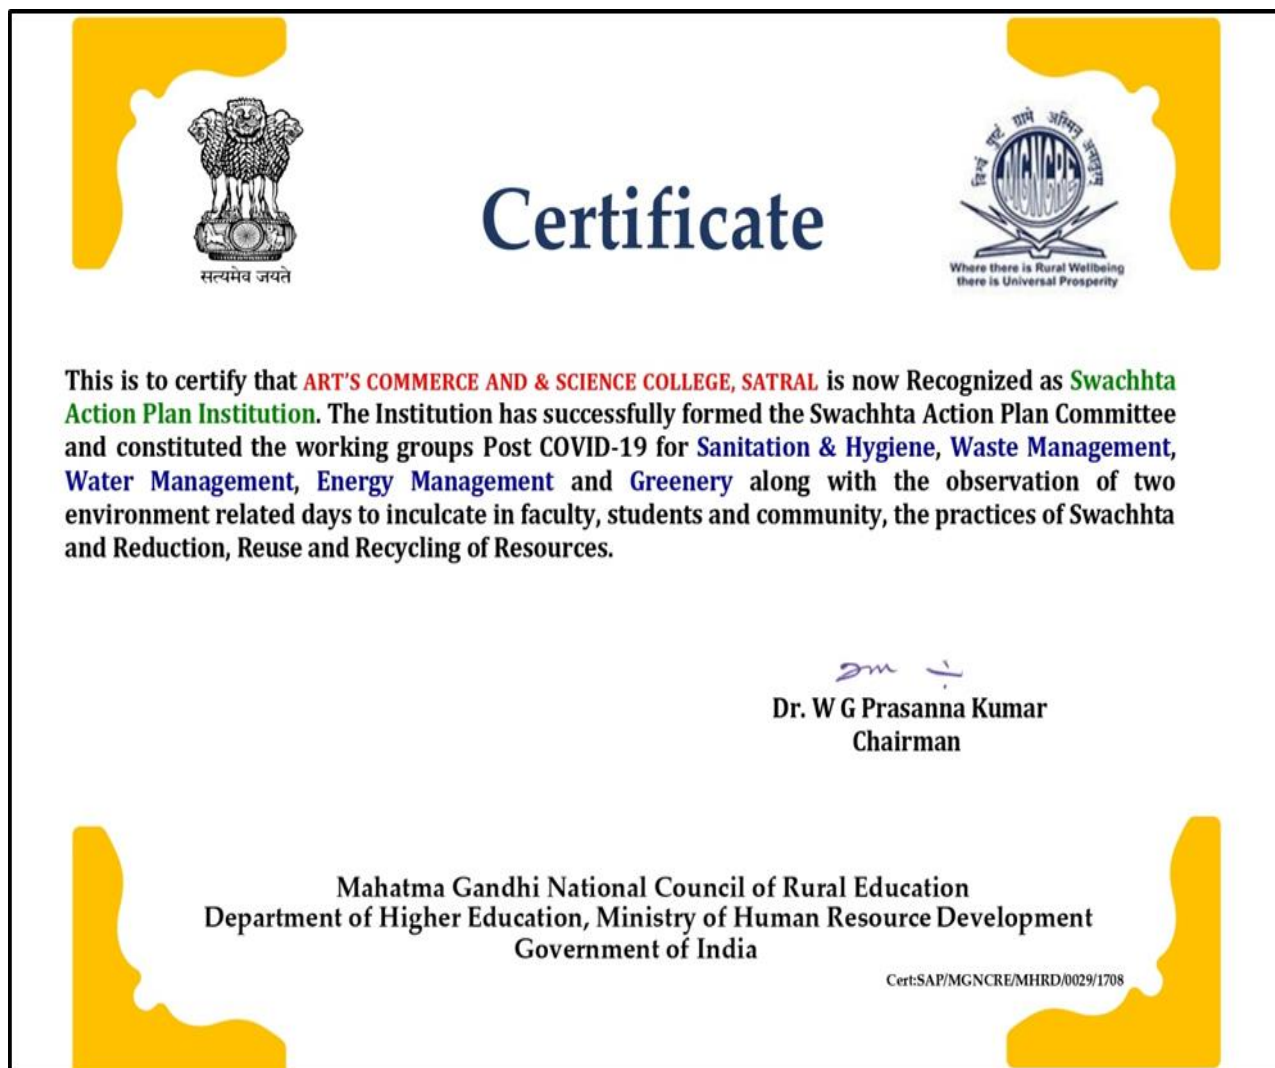 सत्यमेव जयते
Certificate
विश्वं पुष्टं ग्रामे अस्मिन् अनातुरम्
MGNCRE
Where there is Rural Wellbeing
there is Universal Prosperity
This is to certify that ART'S COMMERCE AND & SCIENCE COLLEGE, SATRAL is now Recognized as Swachhta
Action Plan Institution. The Institution has successfully formed the Swachhta Action Plan Committee
and constituted the working groups Post COVID-19 for Sanitation & Hygiene, Waste Management,
Water Management, Energy Management and Greenery along with the observation of two
environment related days to inculcate in faculty, students and community, the practices of Swachhta
and Reduction, Reuse and Recycling of Resources.
Dr. W G Prasanna Kumar
Chairman
Mahatma Gandhi National Council of Rural Education
Department of Higher Education, Ministry of Human Resource Development
Government of India
Cert:SAP/MGNCRE/MHRD/0029/1708